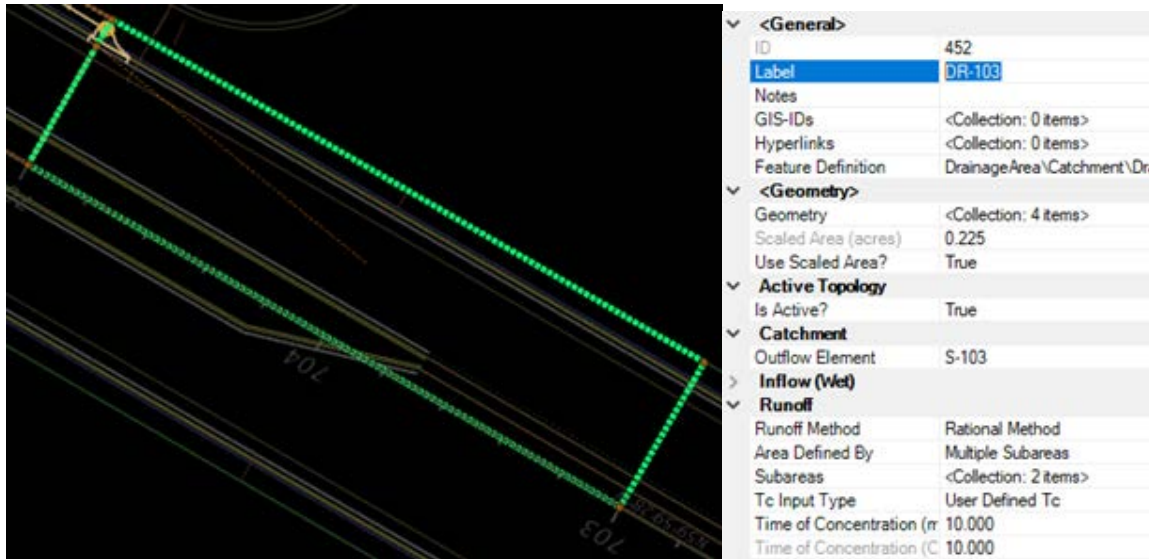 704
703
<General>
ID 452
Label DR-103
Notes
GIS-IDs <Collection: 0 items>
Hyperlinks <Collection: 0 items>
Feature Definition DrainageArea\Catchment\Dra
<Geometry>
Geometry <Collection: 4 items>
Scaled Area (acres) 0.225
Use Scaled Area? True
Active Topology
Is Active? True
Catchment
Outflow Element S-103
Inflow (Wet)
Runoff
Runoff Method Rational Method
Area Defined By Multiple Subareas
Subareas <Collection: 2 items>
Tc Input Type User Defined Tc
Time of Concentration (m 10.000
Time of Concentration (C 10.000